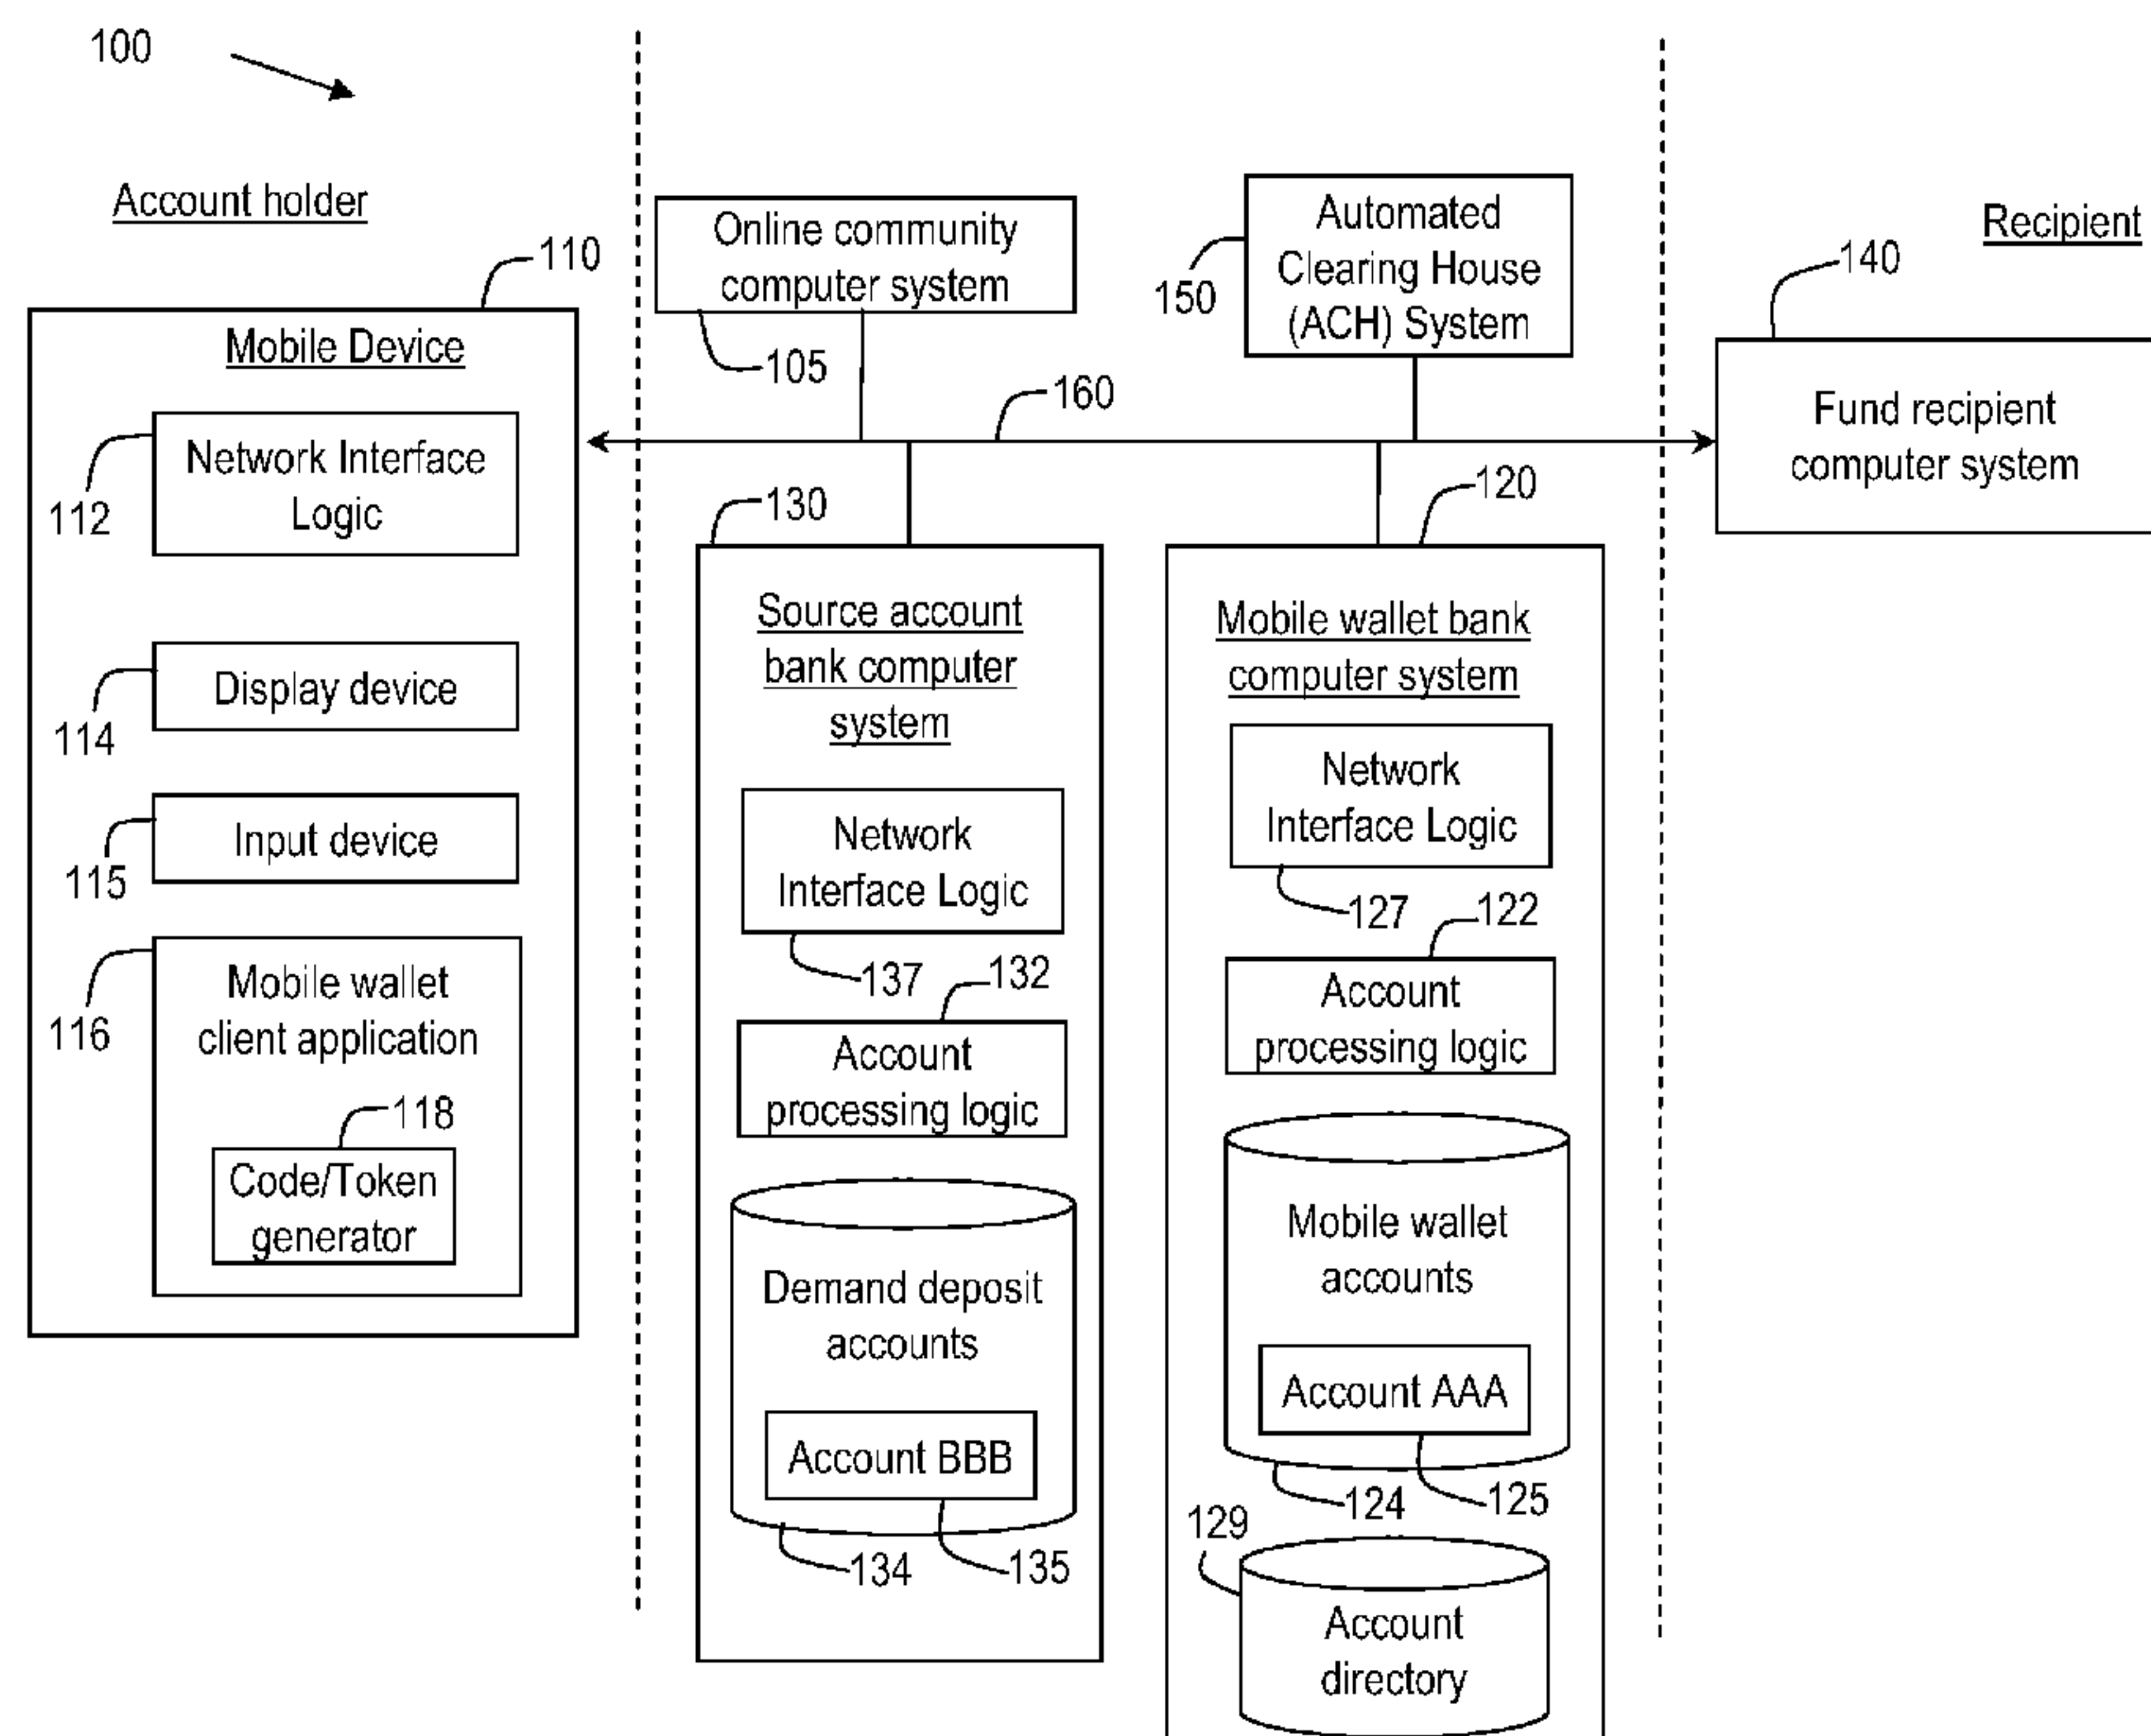 100
Account holder
110
Mobile Device
Network Interface
Logic
112
Display device
114
Input device
115
Mobile wallet
client application
116
118
Code/Token
generator
Online community
computer system
105
160
Automated
Clearing House
(ACH) System
150
130
Source account
bank computer
system
Network
Interface Logic
137
132
Account
processing logic
Demand deposit
accounts
Account BBB
134
135
120
Mobile wallet bank
computer system
Network
Interface Logic
127
122
Account
processing logic
Mobile wallet
accounts
Account AAA
124
125
129
Account
directory
Recipient
140
Fund recipient
computer system